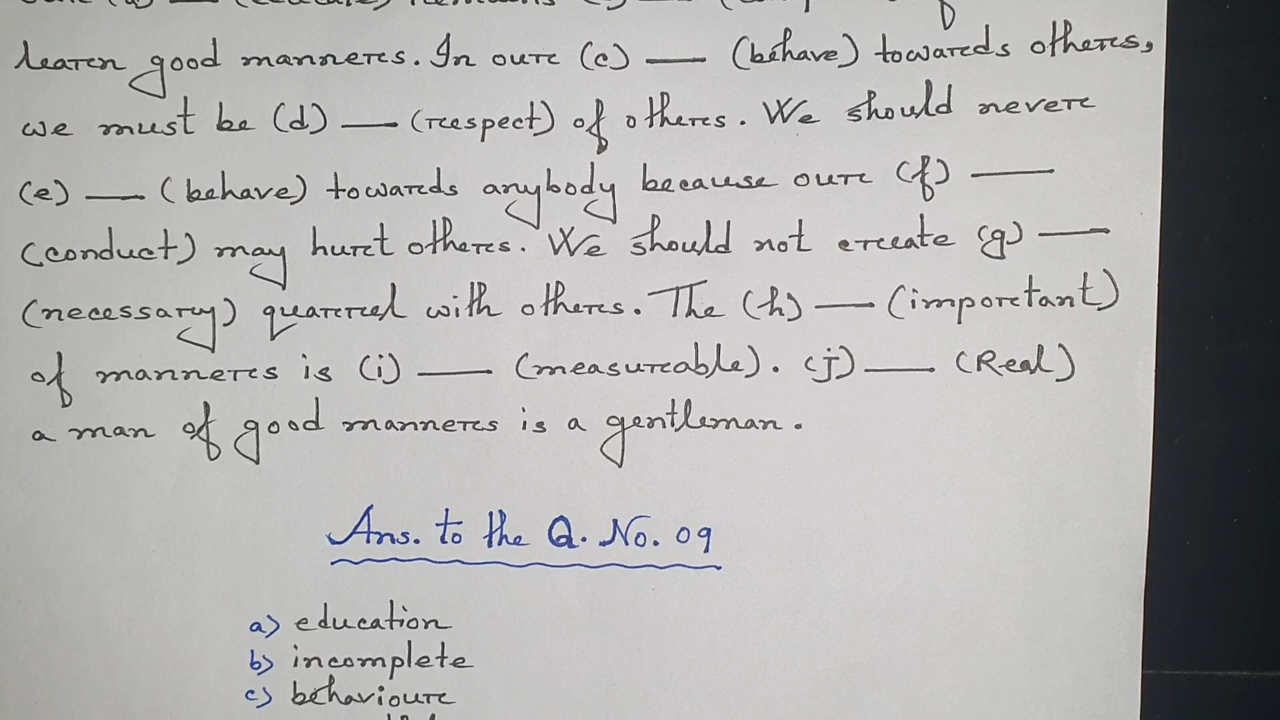 learn good manners. In our (c) — (behave) towards others,
we must be (d) — (respect) of others. We should never
(e) — (behave) towards anybody because our (f) —
(conduct) may hurt others. We should not create (g) —
(necessary) quarrel with others. The (h) — (important)
of manners is (i) — (measurable). (j) — (Real)
a man of good manners is a gentleman.
Ans. to the Q. No. 09
a) education
b) incomplete
c) behaviour